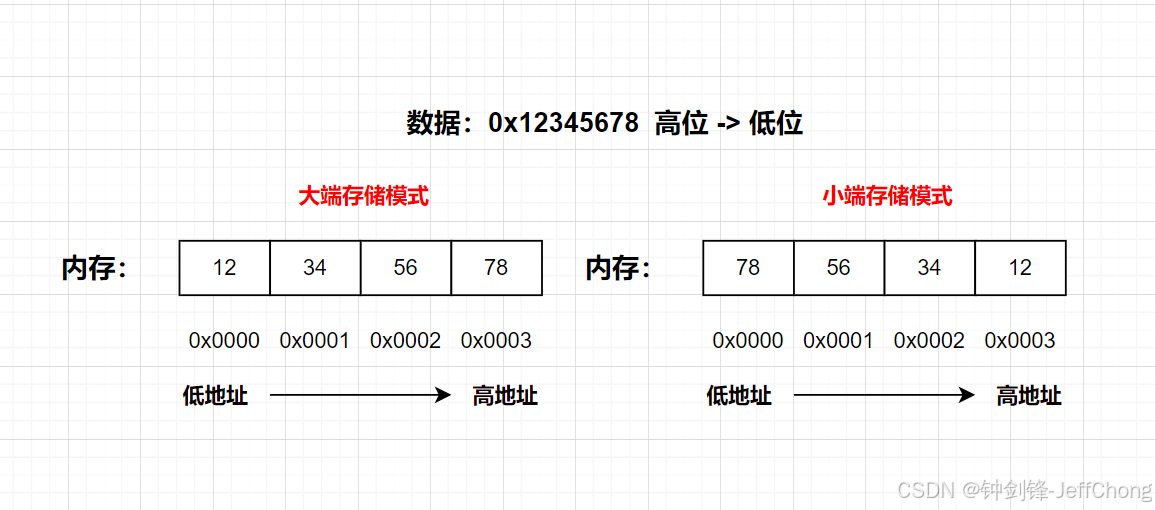 数据：0x12345678 高位 -> 低位
大端存储模式 小端存储模式
内存： 12 34 56 78 内存： 78 56 34 12
0x0000 0x0001 0x0002 0x0003 0x0000 0x0001 0x0002 0x0003
低地址 高地址 低地址 高地址
CSDN @钟剑锋-JeffChong